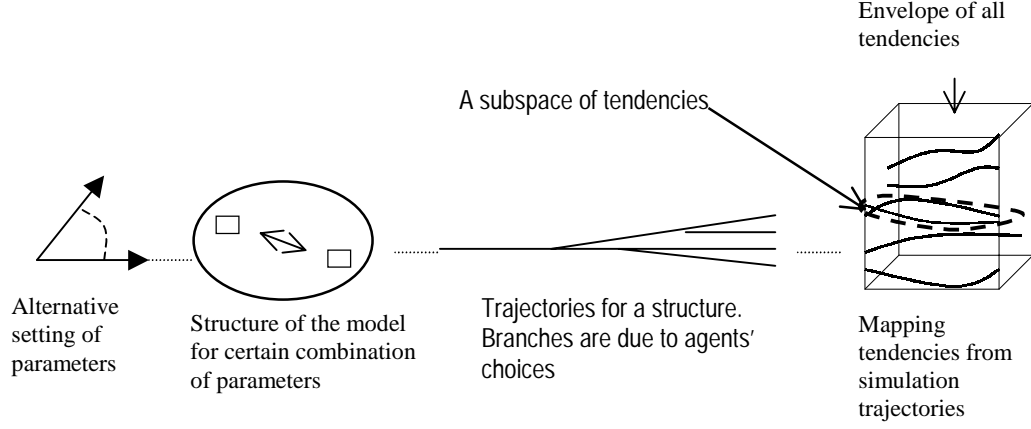 Envelope of all
tendencies
A subspace of tendencies
Alternative
setting of
parameters
Structure of the model
for certain combination
of parameters
Trajectories for a structure.
Branches are due to agents’
choices
Mapping
tendencies from
simulation
trajectories